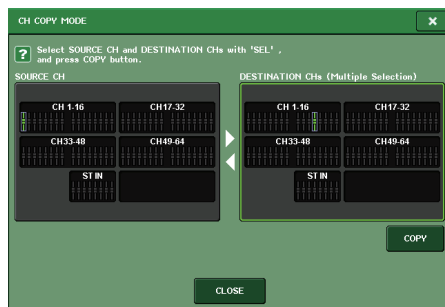 CH COPY MODE
Select SOURCE CH and DESTINATION CHs with 'SEL' ,
and press COPY button.
SOURCE CH
DESTINATION CHs (Multiple Selection)
CH 1-16 CH17-32
CH33-48 CH49-64
ST IN
CH 1-16 CH17-32
CH33-48 CH49-64
ST IN
COPY
CLOSE